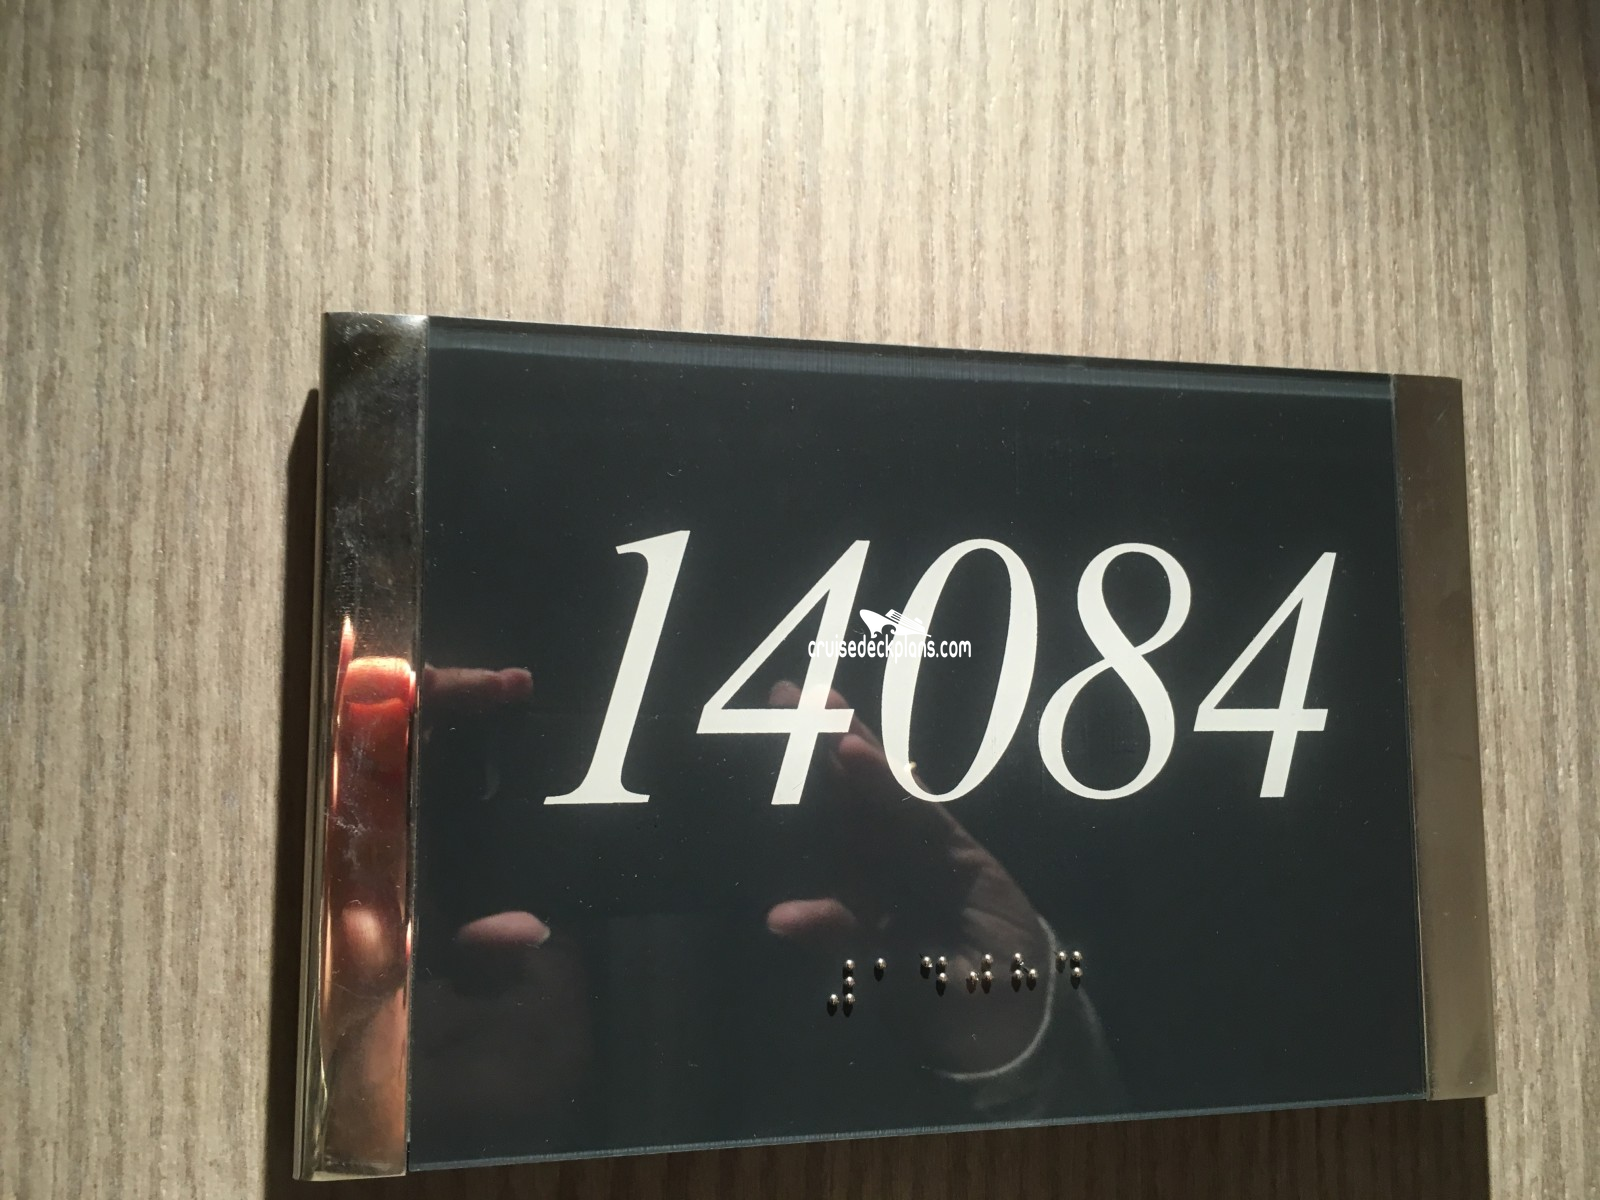 14084
cruisedeckplans.com
⠼⠁⠙⠚⠓⠙